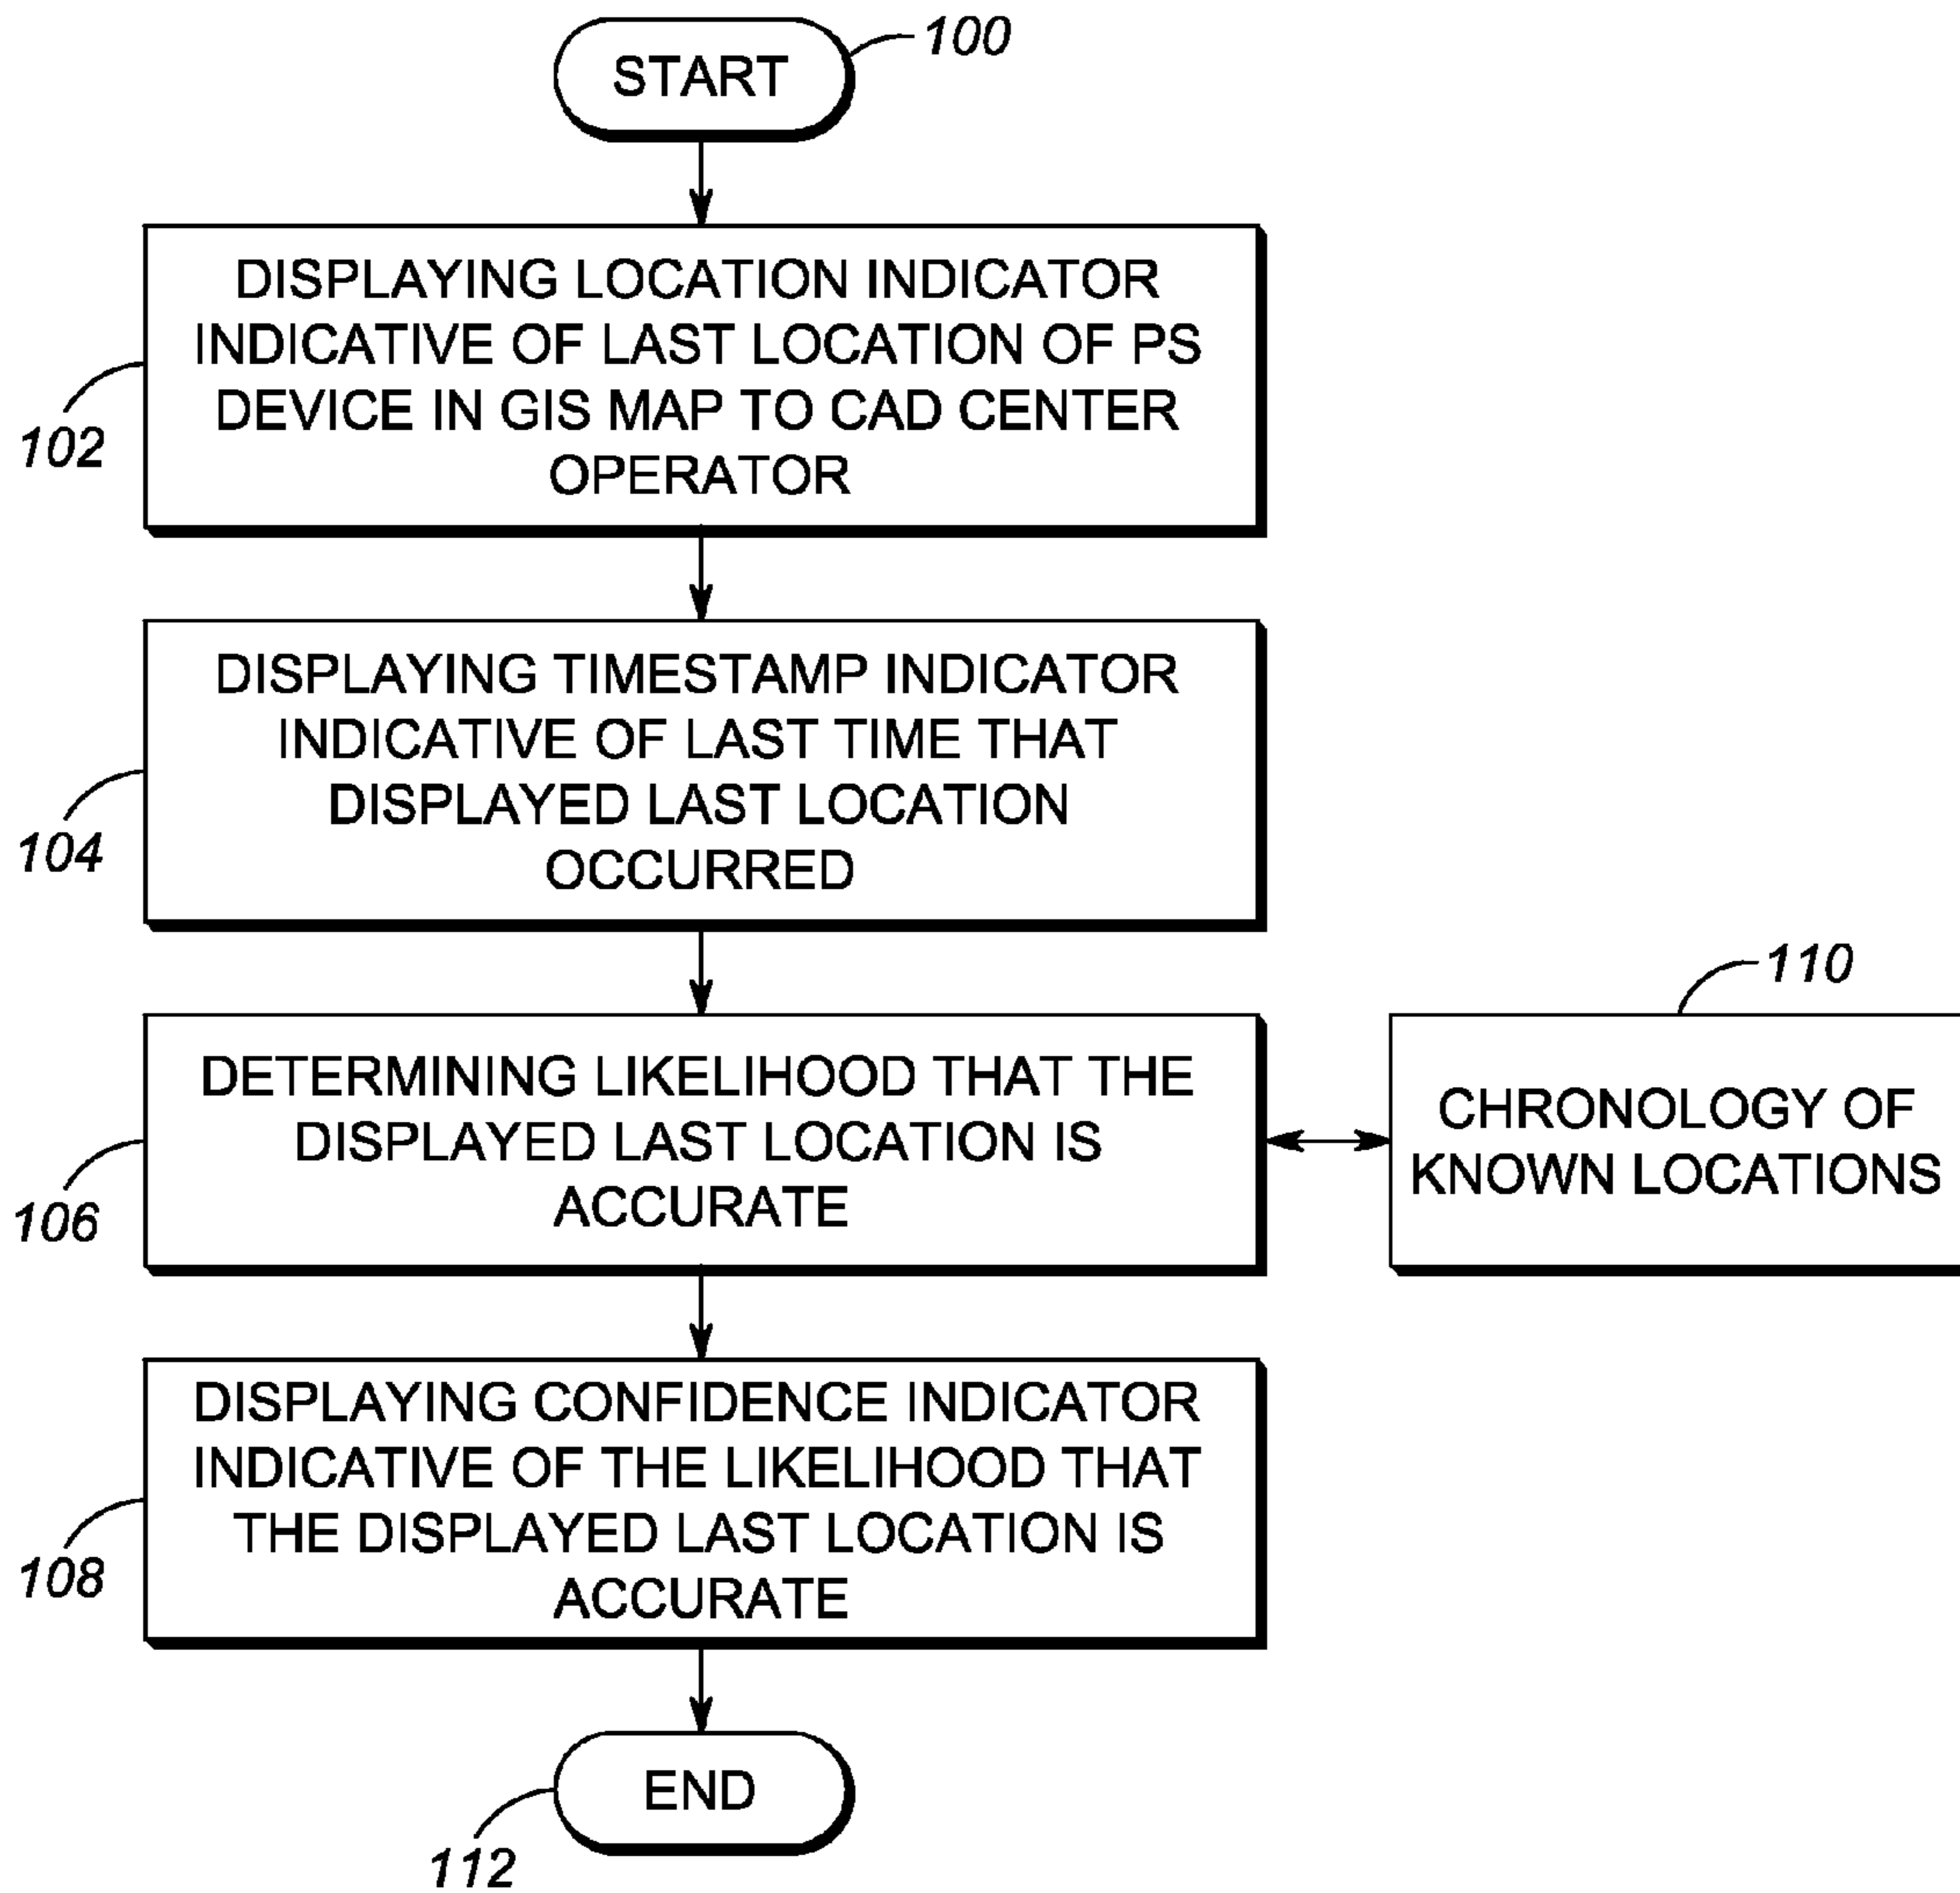 START
100
DISPLAYING LOCATION INDICATOR
INDICATIVE OF LAST LOCATION OF PS
DEVICE IN GIS MAP TO CAD CENTER
OPERATOR
102
DISPLAYING TIMESTAMP INDICATOR
INDICATIVE OF LAST TIME THAT
DISPLAYED LAST LOCATION
OCCURRED
104
DETERMINING LIKELIHOOD THAT THE
DISPLAYED LAST LOCATION IS
ACCURATE
106
110
CHRONOLOGY OF
KNOWN LOCATIONS
DISPLAYING CONFIDENCE INDICATOR
INDICATIVE OF THE LIKELIHOOD THAT
THE DISPLAYED LAST LOCATION IS
ACCURATE
108
END
112